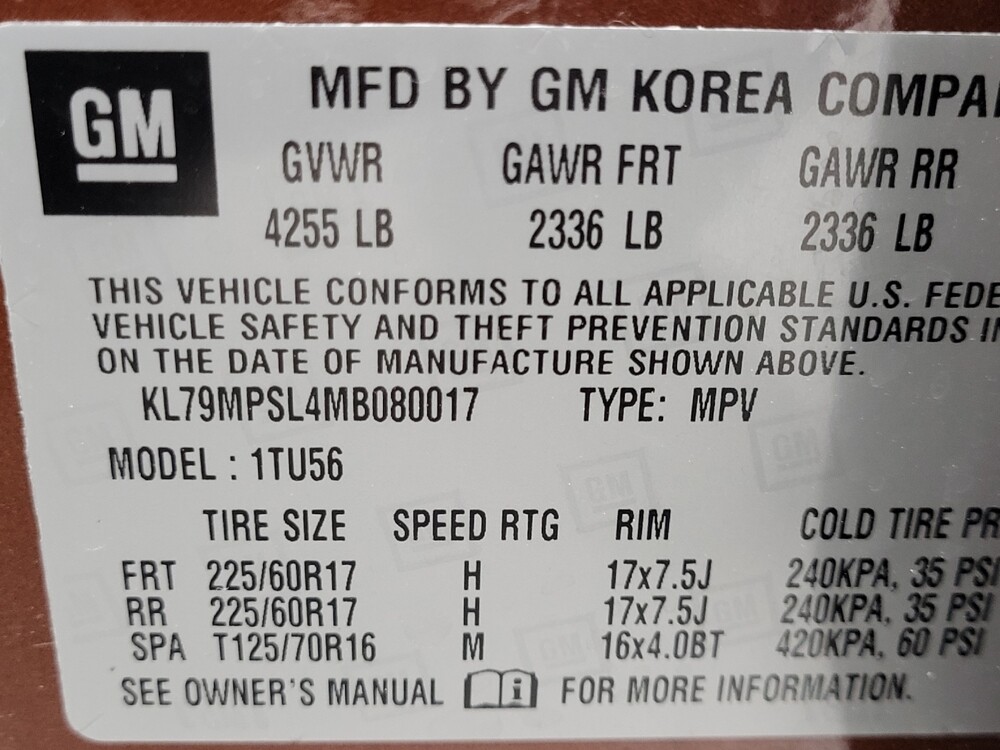 GM
MFD BY GM KOREA
GVWR GAWR FRT GAWR RR
4255 LB 2336 LB 2336 LB
THIS VEHICLE CONFORMS TO ALL APPLICABLE U.S.
VEHICLE SAFETY AND THEFT PREVENTION STANDARDS
ON THE DATE OF MANUFACTURE SHOWN ABOVE.
KL79MPSL4MB080017 TYPE: MPV
MODEL : 1TU56
TIRE SIZE SPEED RTG RIM COLD TIRE
FRT 225/60R17 H 17x7.5J 240KPA, 35 PSI
RR 225/60R17 H 17x7.5J 240KPA, 35 PSI
SPA T125/70R16 M 16x4.0BT 420KPA, 60 PSI
SEE OWNER'S MANUAL i FOR MORE INFORMATION.